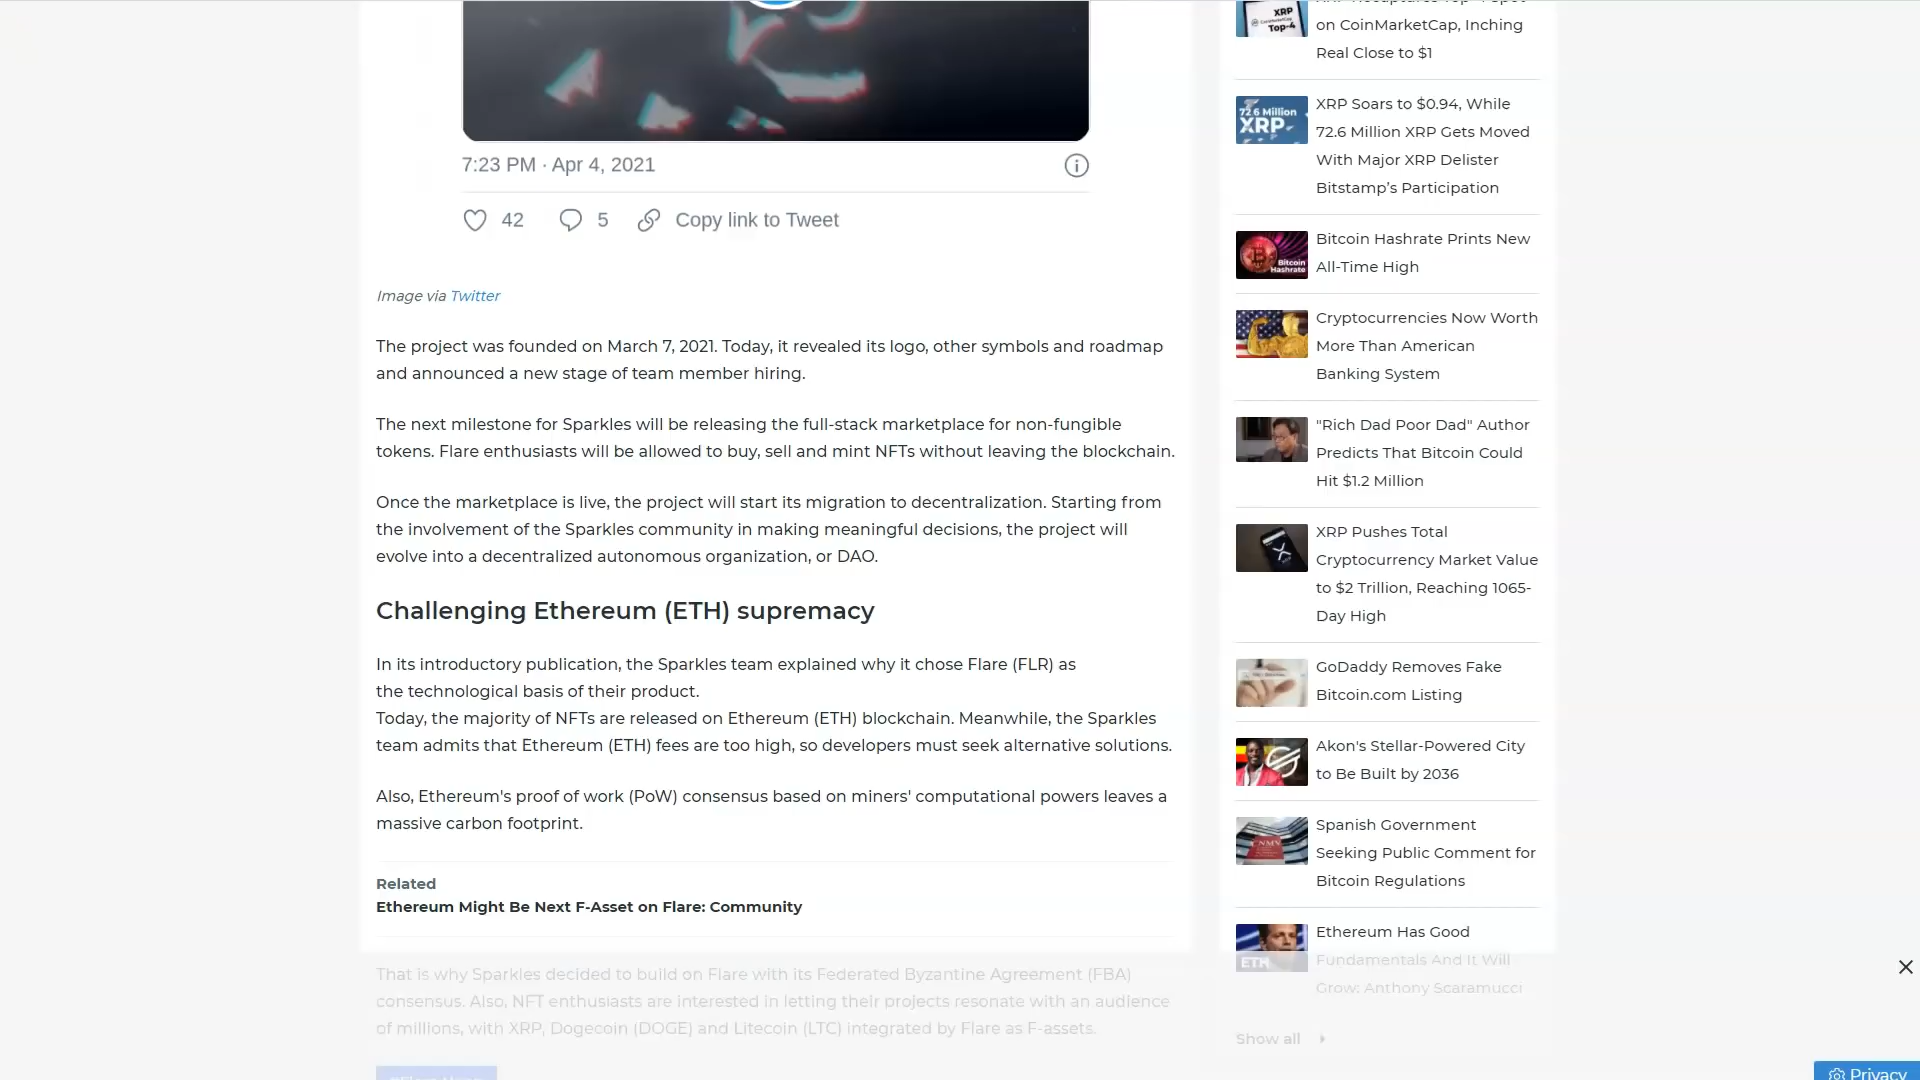 7:23 PM · Apr 4, 2021
42
5
Copy link to Tweet
Image via Twitter
The project was founded on March 7, 2021. Today, it revealed its logo, other symbols and roadmap
and announced a new stage of team member hiring.
The next milestone for Sparkles will be releasing the full-stack marketplace for non-fungible
tokens. Flare enthusiasts will be allowed to buy, sell and mint NFTs without leaving the blockchain.
Once the marketplace is live, the project will start its migration to decentralization. Starting from
the involvement of the Sparkles community in making meaningful decisions, the project will
evolve into a decentralized autonomous organization, or DAO.
Challenging Ethereum (ETH) supremacy
In its introductory publication, the Sparkles team explained why it chose Flare (FLR) as
the technological basis of their product.
Today, the majority of NFTs are released on Ethereum (ETH) blockchain. Meanwhile, the Sparkles
team admits that Ethereum (ETH) fees are too high, so developers must seek alternative solutions.
Also, Ethereum's proof of work (PoW) consensus based on miners' computational powers leaves a
massive carbon footprint.
Related
Ethereum Might Be Next F-Asset on Flare: Community
That is why Sparkles decided to build on Flare with its Federated Byzantine Agreement (FBA)
consensus. Also, NFT enthusiasts are interested in letting their projects resonate with an audience
of millions, with XRP, Dogecoin (DOGE) and Litecoin (LTC) integrated by Flare as F-assets.
XRP
Top-4
on CoinMarketCap, Inching
Real Close to $1
72.6 Million
XRP
XRP Soars to $0.94, While
72.6 Million XRP Gets Moved
With Major XRP Delister
Bitstamp’s Participation
Bitcoin
Hashrate
Bitcoin Hashrate Prints New
All-Time High
Cryptocurrencies Now Worth
More Than American
Banking System
"Rich Dad Poor Dad" Author
Predicts That Bitcoin Could
Hit $1.2 Million
XRP Pushes Total
Cryptocurrency Market Value
to $2 Trillion, Reaching 1065-
Day High
GoDaddy Removes Fake
Bitcoin.com Listing
Akon's Stellar-Powered City
to Be Built by 2036
CNMV
Spanish Government
Seeking Public Comment for
Bitcoin Regulations
ETH
Ethereum Has Good
Fundamentals And It Will
Grow: Anthony Scaramucci
Show all
Privacy